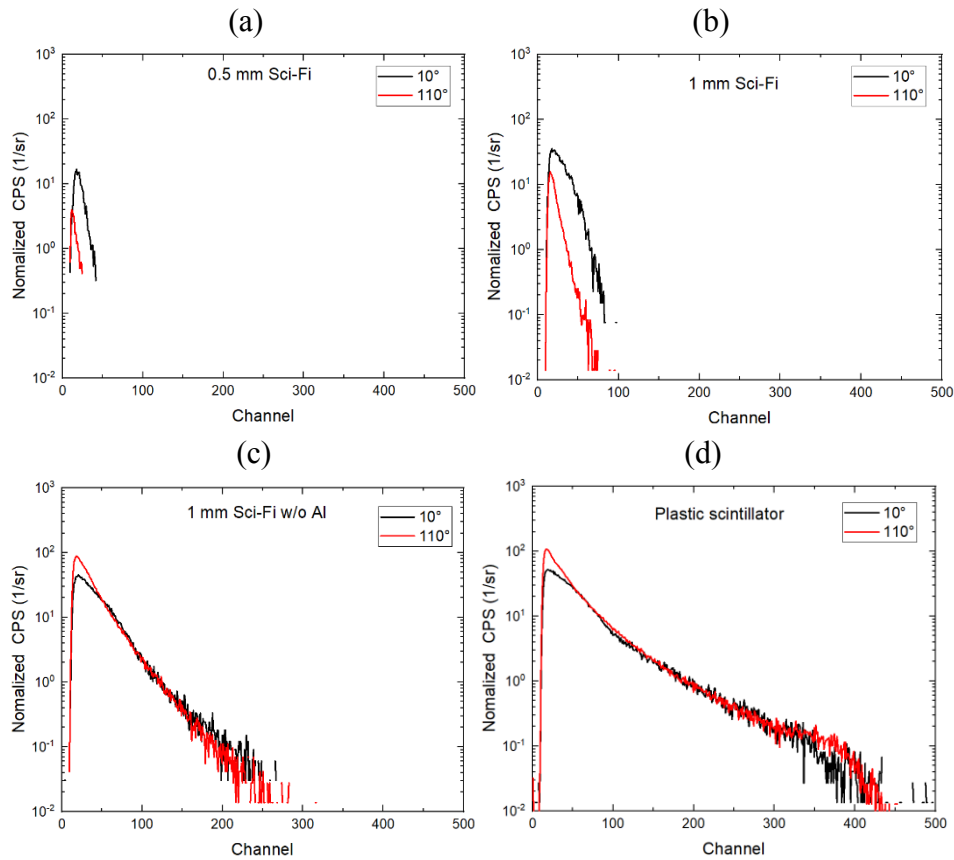 (a)
0.5 mm Sci-Fi
10°
110°
Nomalized CPS (1/sr)
10³
10²
10¹
10⁰
10⁻¹
10⁻²
0 100 200 300 400 500
Channel
(b)
1 mm Sci-Fi
10°
110°
Nomalized CPS (1/sr)
10³
10²
10¹
10⁰
10⁻¹
10⁻²
0 100 200 300 400 500
Channel
(c)
1 mm Sci-Fi w/o Al
10°
110°
Nomalized CPS (1/sr)
10³
10²
10¹
10⁰
10⁻¹
10⁻²
0 100 200 300 400 500
Channel
(d)
Plastic scintillator
10°
110°
Nomalized CPS (1/sr)
10³
10²
10¹
10⁰
10⁻¹
10⁻²
0 100 200 300 400 500
Channel